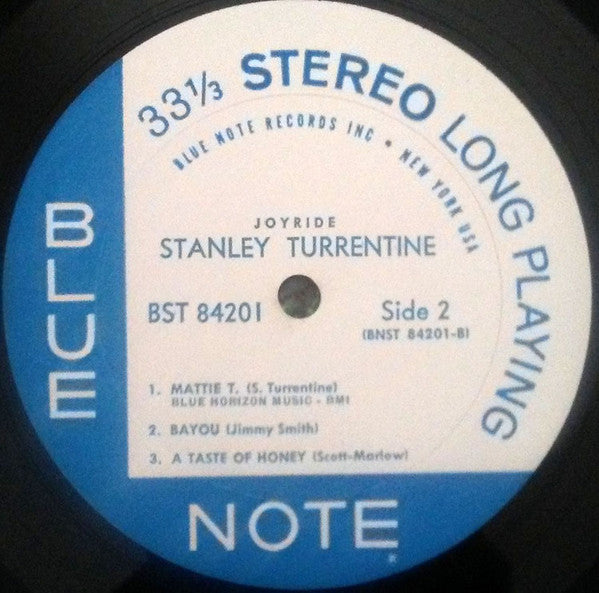 33⅓ STEREO LONG PLAYING
BLUE NOTE RECORDS INC • NEW YORK USA
JOYRIDE
STANLEY TURRENTINE
BST 84201 Side 2
(BNST 84201-B)
1. MATTIE T. (S. Turrentine)
BLUE HORIZON MUSIC - BMI
2. BAYOU (Jimmy Smith)
3. A TASTE OF HONEY (Scott-Marlow)
BLUE
NOTE
®